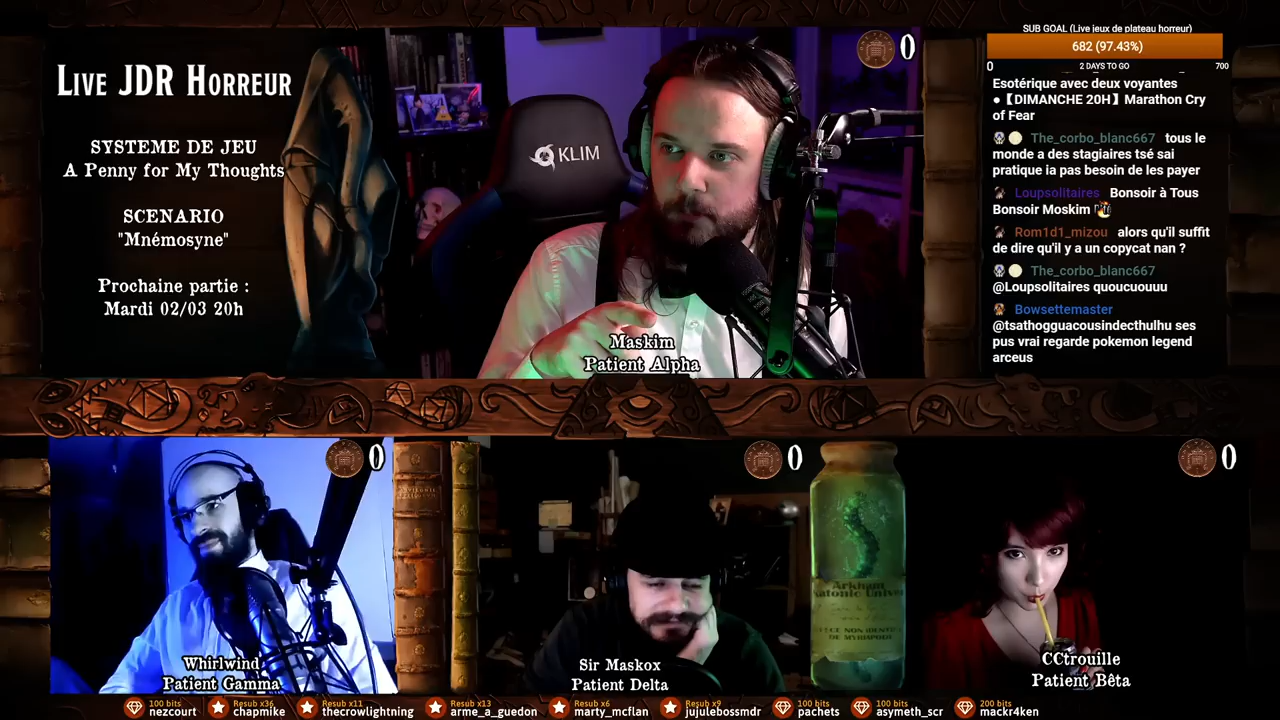 Live JDR Horreur
SYSTEME DE JEU
A Penny for My Thoughts
SCENARIO
"Mnémosyne"
Prochaine partie :
Mardi 02/03 20h
KLIM
0
Maskim
Patient Alpha
SUB GOAL (Live jeux de plateau horreur)
682 (97.43%)
0
2 DAYS TO GO
700
Esotérique avec deux voyantes
●【DIMANCHE 20H】Marathon Cry
of Fear
The_corbo_blanc667 tous le
monde a des stagiaires tsé sai
pratique ia pas besoin de les payer
Loupsolitaires Bonsoir à Tous
Bonsoir Moskim
Rom1d1_mizou alors qu'il suffit
de dire qu'il y a un copycat nan ?
The_corbo_blanc667
@Loupsolitaires quoucuouuu
Bowsettemaster
@tsathogguacousindecthulhu ses
pus vrai regarde pokemon legend
arceus
0
Whirlwind
Patient Gamma
0
Sir Maskox
Patient Delta
Arkham
0
CCtrouille
Patient Bêta
100 bits
nezcourt
Resub x36
chapmike
Resub x11
thecrowlightning
Resub x13
arme_a_guedon
Resub x6
marty_mcflan
Resub x9
jujulebossmdr
100 bits
pachets
100 bits
asymeth_scr
200 bits
mackr4ken